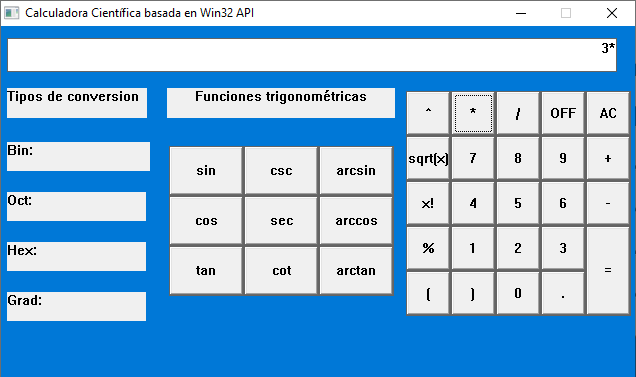 Calculadora Científica basada en Win32 API
3*
Tipos de conversion
Bin:
Oct:
Hex:
Grad:
Funciones trigonométricas
sin csc arcsin
cos sec arccos
tan cot arctan
^ * / OFF AC
sqrt(x) 7 8 9 +
x! 4 5 6 -
% 1 2 3 =
( ) 0 .